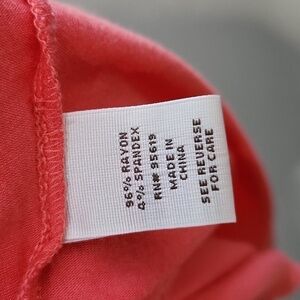 96% RAYON
4% SPANDEX
RN# 95619
MADE IN
CHINA
SEE REVERSE
FOR CARE